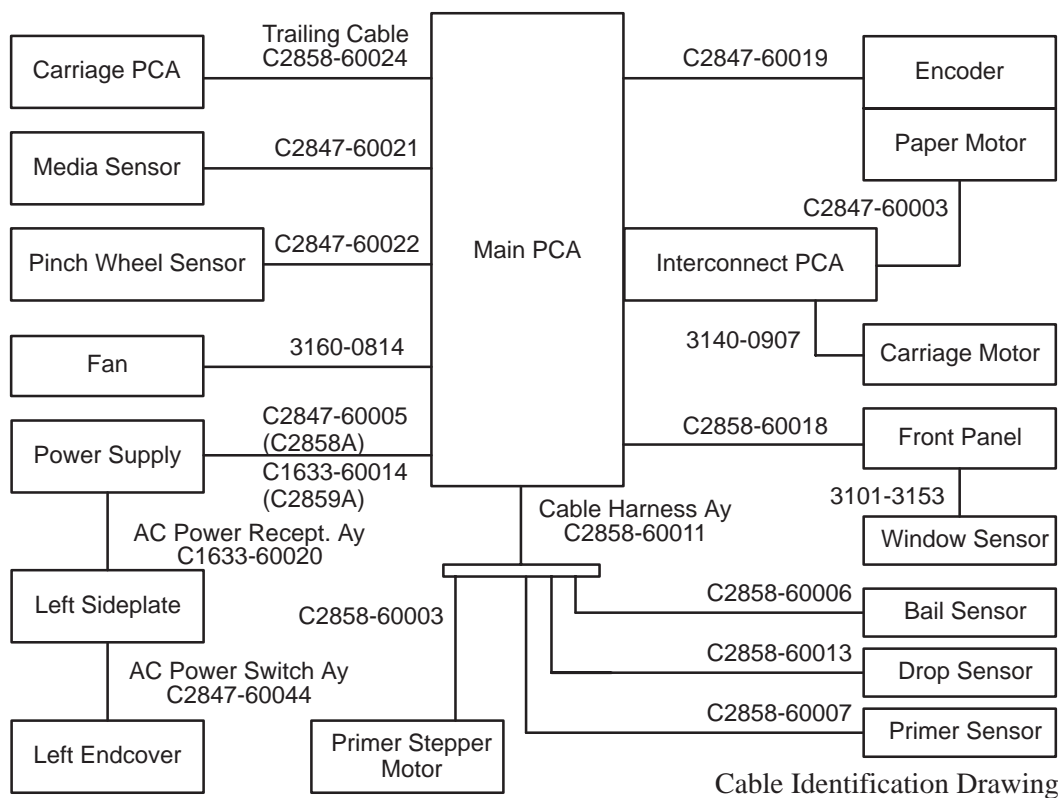 Trailing Cable
C2858-60024
Carriage PCA
C2847-60019
Encoder
Paper Motor
C2847-60021
Media Sensor
C2847-60003
C2847-60022
Pinch Wheel Sensor
Main PCA
Interconnect PCA
3160-0814
Fan
3140-0907
Carriage Motor
C2847-60005
(C2858A)
Power Supply
C1633-60014
(C2859A)
C2858-60018
Front Panel
3101-3153
Window Sensor
AC Power Recept. Ay
C1633-60020
Cable Harness Ay
C2858-60011
Left Sideplate
C2858-60003
C2858-60006
Bail Sensor
AC Power Switch Ay
C2847-60044
C2858-60013
Drop Sensor
C2858-60007
Primer Sensor
Left Endcover
Primer Stepper
Motor
Cable Identification Drawing